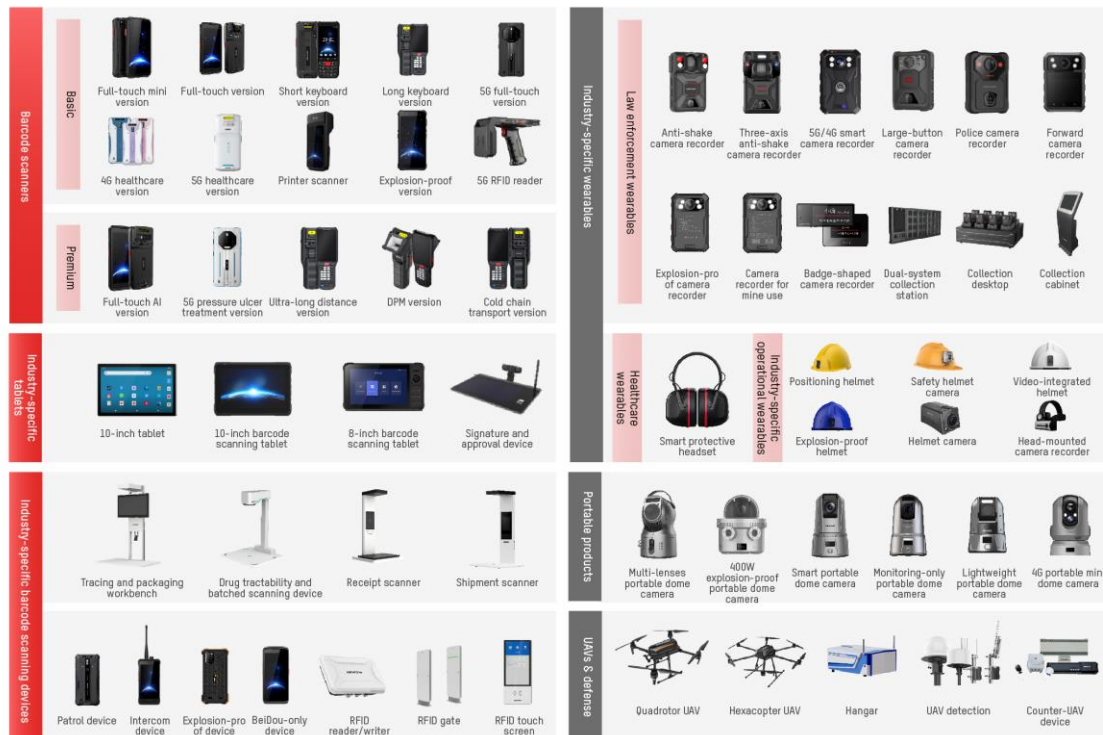 Barcode scanners
Basic
Full-touch mini
version
Full-touch version
Short keyboard
version
Long keyboard
version
5G full-touch
version
4G healthcare
version
5G healthcare
version
Printer scanner
Explosion-proof
version
5G RFID reader
Premium
Full-touch AI
version
5G pressure ulcer
treatment version
Ultra-long distance
version
DPM version
Cold chain
transport version
Industry-specific
tablets
10-inch tablet
10-inch barcode
scanning tablet
8-inch barcode
scanning tablet
Signature and
approval device
Industry-specific barcode scanning devices
Tracing and packaging
workbench
Drug tractability and
batched scanning device
Receipt scanner
Shipment scanner
Patrol device
Intercom
device
Explosion-pro
of device
BeiDou-only
device
RFID
reader/writer
RFID gate
RFID touch
screen
Industry-specific wearables
Law enforcement wearables
Anti-shake
camera recorder
Three-axis
anti-shake
camera recorder
5G/4G smart
camera recorder
Large-button
camera
recorder
Police camera
recorder
Forward
camera
recorder
Explosion-pro
of camera
recorder
Camera
recorder for
mine use
Badge-shaped
camera recorder
Dual-system
collection
station
Collection
desktop
Collection
cabinet
Healthcare
wearables
Smart protective
headset
Industry-specific
operational wearables
Positioning helmet
Safety helmet
camera
Video-integrated
helmet
Explosion-proof
helmet
Helmet camera
Head-mounted
camera recorder
Portable products
Multi-lenses
portable dome
camera
400W
explosion-proof
portable dome
camera
Smart portable
dome camera
Monitoring-only
portable dome
camera
Lightweight
portable dome
camera
4G portable min
dome camera
UAVs & defense
Quadrotor UAV
Hexacopter UAV
Hangar
UAV detection
Counter-UAV
device